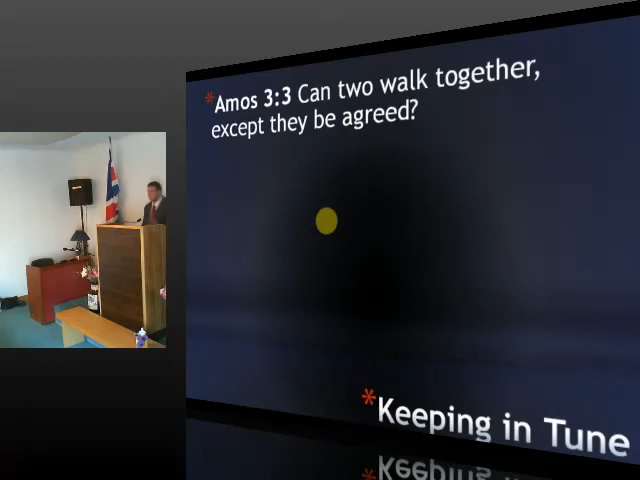 *Amos 3:3 Can two walk together,
except they be agreed?
*Keeping in Tune